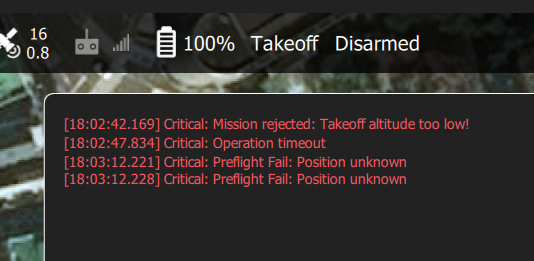 16
0.8
100%
Takeoff
Disarmed
[18:02:42.169] Critical: Mission rejected: Takeoff altitude too low!
[18:02:47.834] Critical: Operation timeout
[18:03:12.221] Critical: Preflight Fail: Position unknown
[18:03:12.228] Critical: Preflight Fail: Position unknown